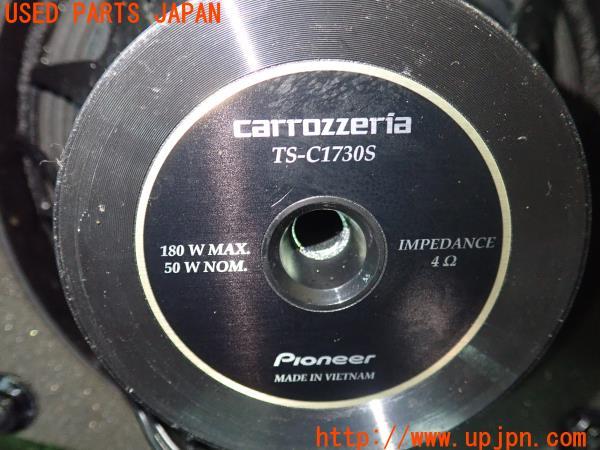 USED PARTS JAPAN
carrozzeria
TS-C1730S
180 W MAX.
50 W NOM.
IMPEDANCE
4 Ω
Pioneer
MADE IN VIETNAM
http://www.upjpn.com/